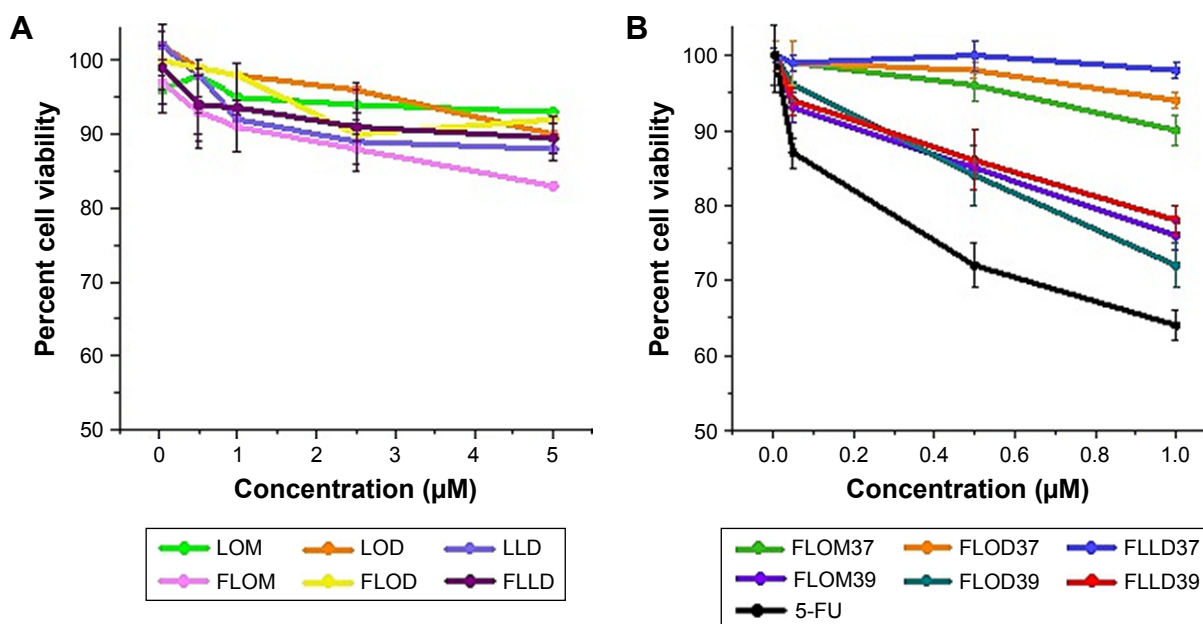 A
Percent cell viability
100
90
80
70
60
50
0 1 2 3 4 5
Concentration (µM)
LOM LOD LLD
FLOM FLOD FLLD
B
Percent cell viability
100
90
80
70
60
50
0.0 0.2 0.4 0.6 0.8 1.0
Concentration (µM)
FLOM37 FLOD37 FLLD37
FLOM39 FLOD39 FLLD39
5-FU